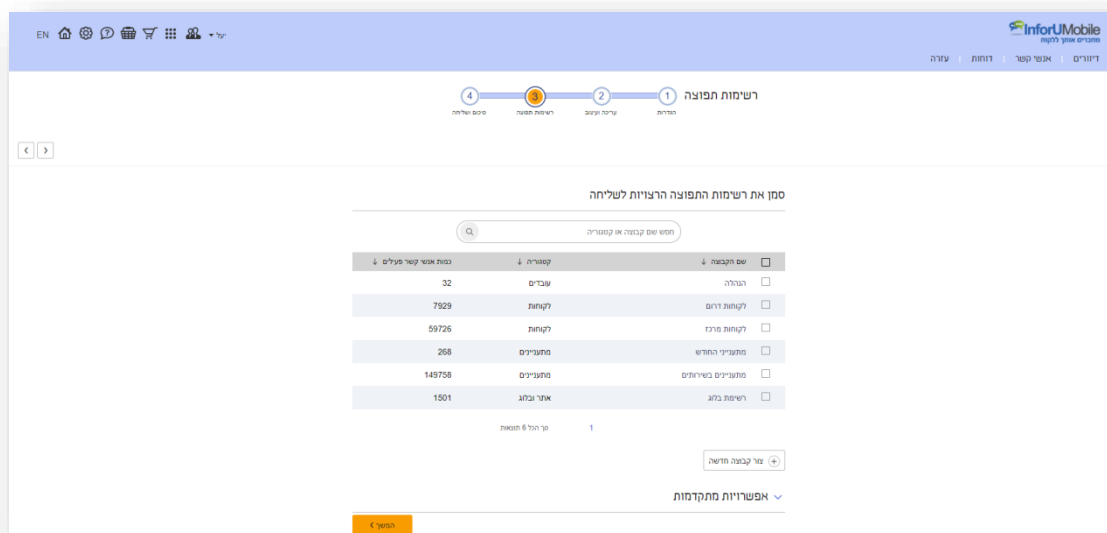 InforUMobile
מחברים אותך ללקוח
EN
יעל
דיוורים | אנשי קשר | דוחות | עזרה
רשימות תפוצה
1 2 3 4
הגדרות עריכה ועיצוב רשימות תפוצה סיכום ושליחה
סמן את רשימות התפוצה הרצויות לשליחה
חפש שם קבוצה או קטגוריה
שם הקבוצה ↓ קטגוריה ↓ כמות אנשי קשר פעילים ↓
הנהלה עובדים 32
לקוחות דרום לקוחות 7929
לקוחות מרכז לקוחות 59726
מתענייני החודש מתעניינים 268
מתעניינים בשירותים מתעניינים 149758
רשימת בלוג אתר ובלוג 1501
1 סך הכל 6 תוצאות
צור קבוצה חדשה
אפשרויות מתקדמות
המשך